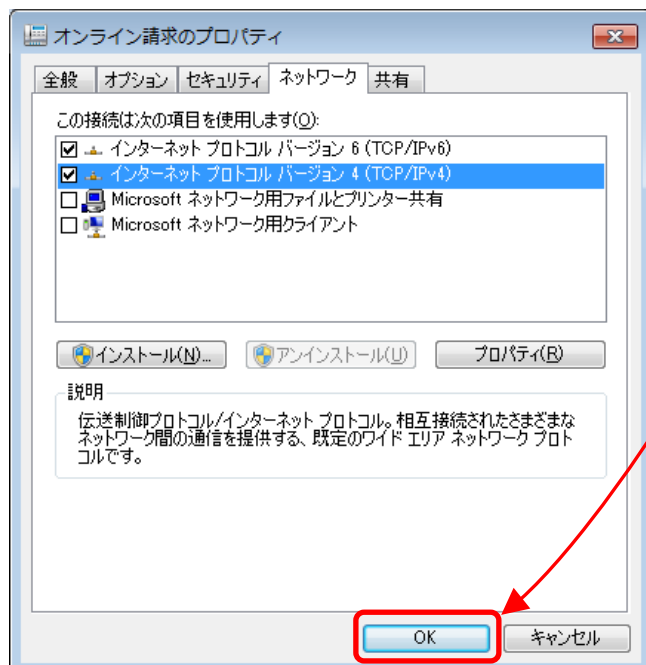 オンライン請求のプロパティ
全般 オプション セキュリティ ネットワーク 共有
この接続は次の項目を使用します(O):
インターネット プロトコル バージョン 6 (TCP/IPv6)
インターネット プロトコル バージョン 4 (TCP/IPv4)
Microsoft ネットワーク用ファイルとプリンター共有
Microsoft ネットワーク用クライアント
インストール(N)... アンインストール(U) プロパティ(R)
説明
伝送制御プロトコル/インターネット プロトコル。相互接続されたさまざまな
ネットワーク間の通信を提供する、既定のワイド エリア ネットワーク プロト
コルです。
OK キャンセル